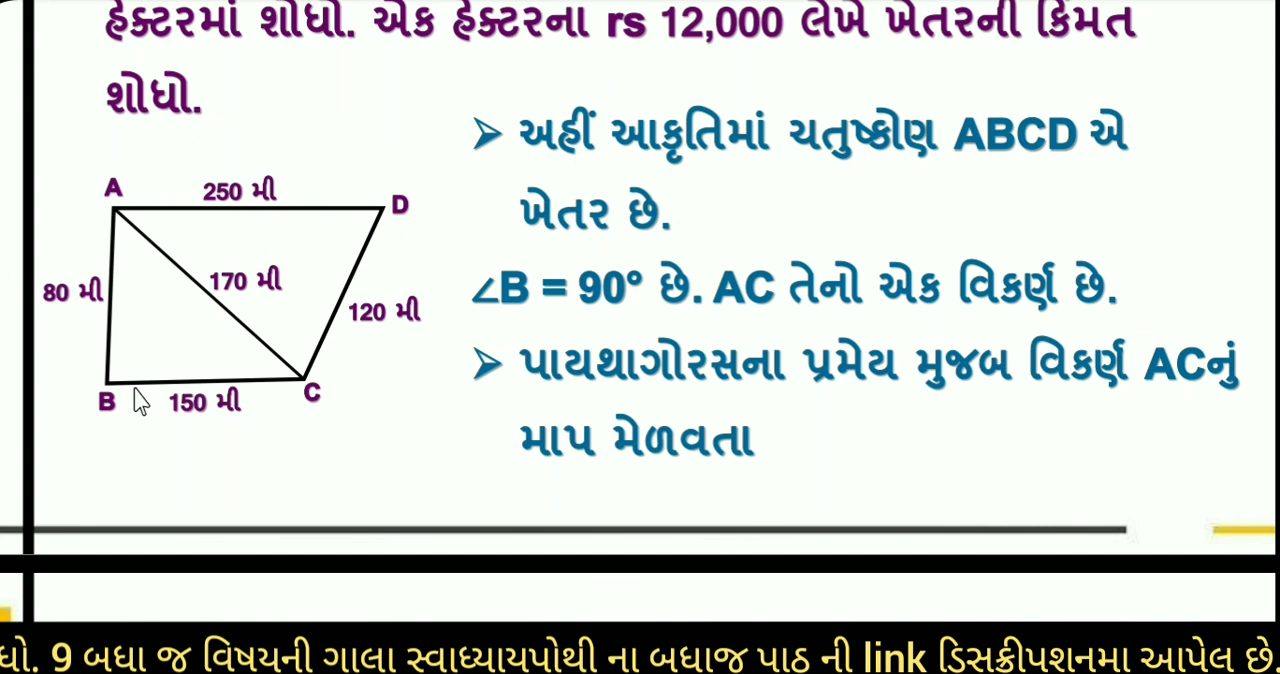 હેક્ટરમાં શોધો. એક હેક્ટરના rs 12,000 લેખે ખેતરની કિંમત
શોધો.
➢ અહીં આકૃતિમાં ચતુષ્કોણ ABCD એ
ખેતર છે.
∠B = 90° છે. AC તેનો એક વિકર્ણ છે.
➢ પાયથાગોરસના પ્રમેય મુજબ વિકર્ણ ACનું
માપ મેળવતા
A
250 મી
D
80 મી
170 મી
120 મી
B
150 મી
C
ધો. 9 બધા જ વિષયની ગાલા સ્વાધ્યાયપોથી ના બધાજ પાઠ ની link ડિસક્રીપશનમા આપેલ છે.